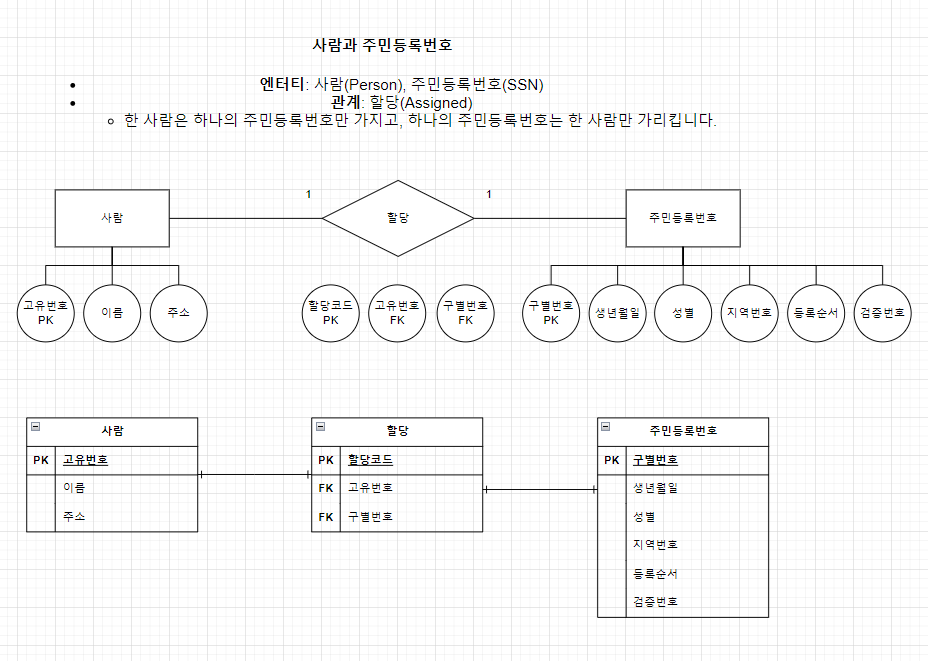 사람과 주민등록번호
엔터티: 사람(Person), 주민등록번호(SSN)
관계: 할당(Assigned)
한 사람은 하나의 주민등록번호만 가지고, 하나의 주민등록번호는 한 사람만 가리킵니다.
1
1
사람
할당
주민등록번호
고유번호
PK
이름
주소
할당코드
PK
고유번호
FK
구별번호
FK
구별번호
PK
생년월일
성별
지역번호
등록순서
검증번호
사람
PK 고유번호
이름
주소
할당
PK 할당코드
FK 고유번호
FK 구별번호
주민등록번호
PK 구별번호
생년월일
성별
지역번호
등록순서
검증번호